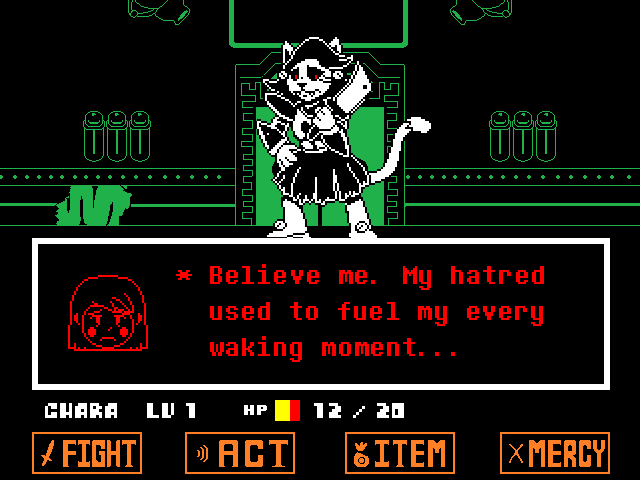 * Believe me. My hatred
used to fuel my every
waking moment...
CHARA LV 1 HP 12 / 20
FIGHT ACT ITEM MERCY